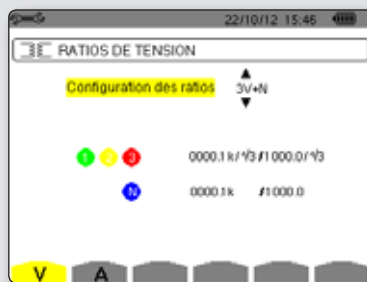 22/10/12 15:46
RATIOS DE TENSION
Configuration des ratios 3V+N
1 2 3 0000.1k/√3 /1000.0/√3
N 0000.1k /1000.0
V A